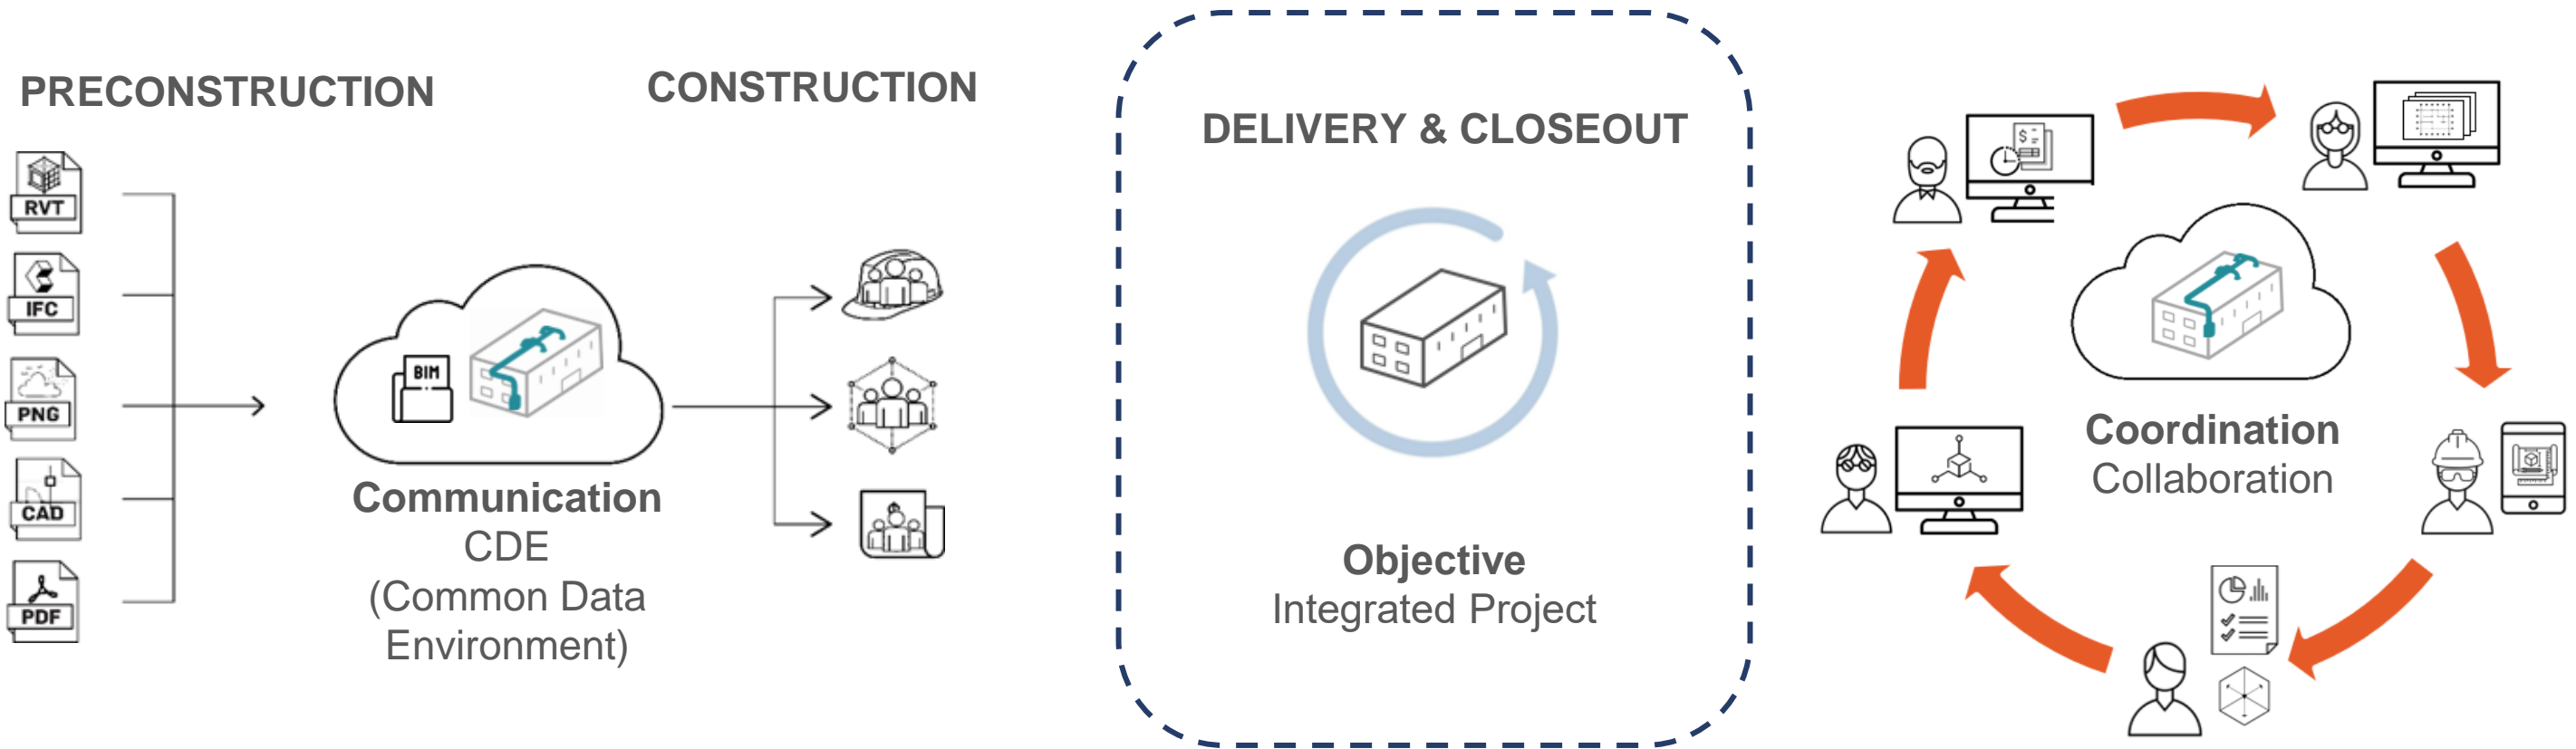 PRECONSTRUCTION
RVT
IFC
PNG
CAD
PDF
BIM
Communication
CDE
(Common Data
Environment)
CONSTRUCTION
DELIVERY & CLOSEOUT
Objective
Integrated Project
$
Coordination
Collaboration